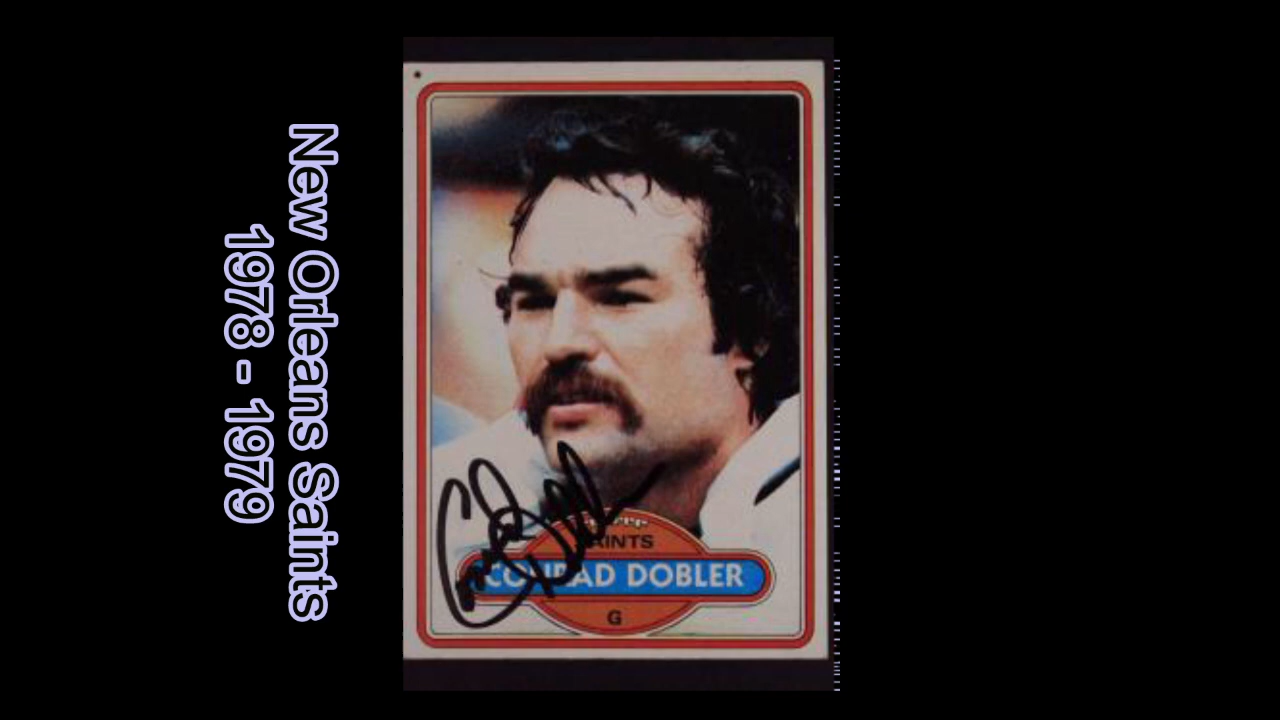 New Orleans Saints
1978 - 1979
SAINTS
CONRAD DOBLER
G